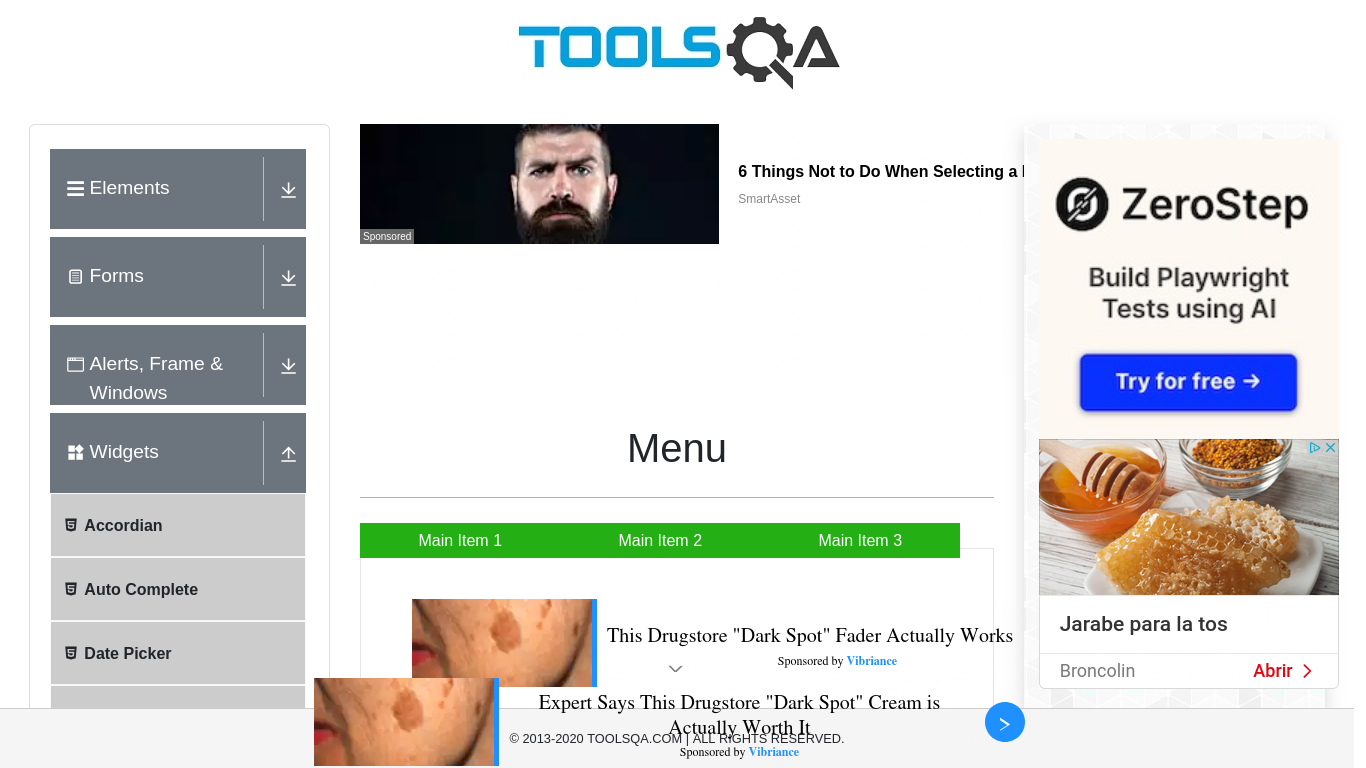 TOOLSQA
Elements
Forms
Alerts, Frame &
Windows
Widgets
Accordian
Auto Complete
Date Picker
Sponsored
6 Things Not to Do When Selecting a
SmartAsset
Menu
Main Item 1
Main Item 2
Main Item 3
This Drugstore "Dark Spot" Fader Actually Works
Sponsored by Vibriance
Expert Says This Drugstore "Dark Spot" Cream is
Actually Worth It
Sponsored by Vibriance
© 2013-2020 TOOLSQA.COM | ALL RIGHTS RESERVED.
ZeroStep
Build Playwright
Tests using AI
Try for free →
Jarabe para la tos
Broncolin
Abrir